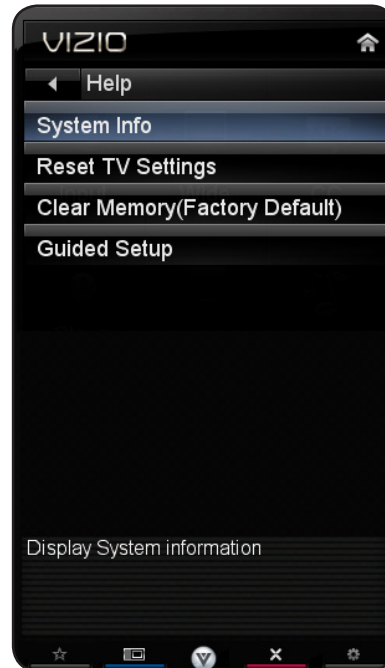 VIZIO
Help
System Info
Reset TV Settings
Clear Memory(Factory Default)
Guided Setup
Display System information
V